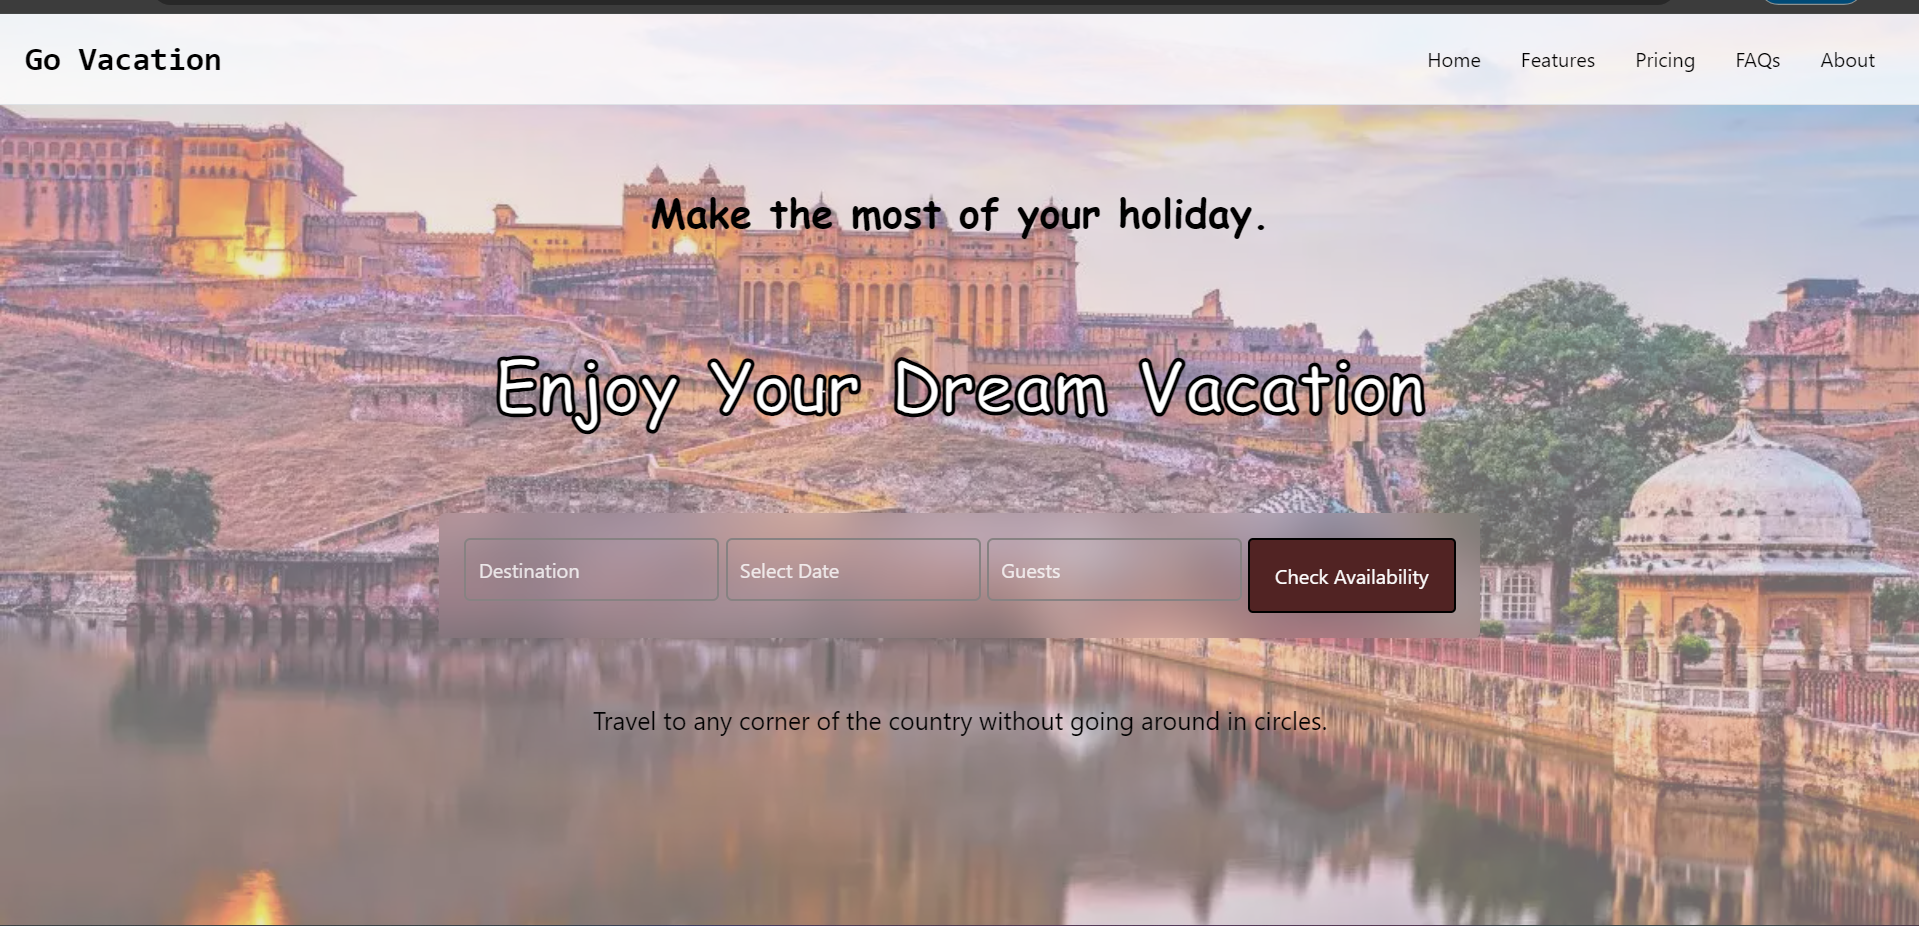 Go Vacation
Home Features Pricing FAQs About
Make the most of your holiday.
Enjoy Your Dream Vacation
Destination Select Date Guests Check Availability
Travel to any corner of the country without going around in circles.